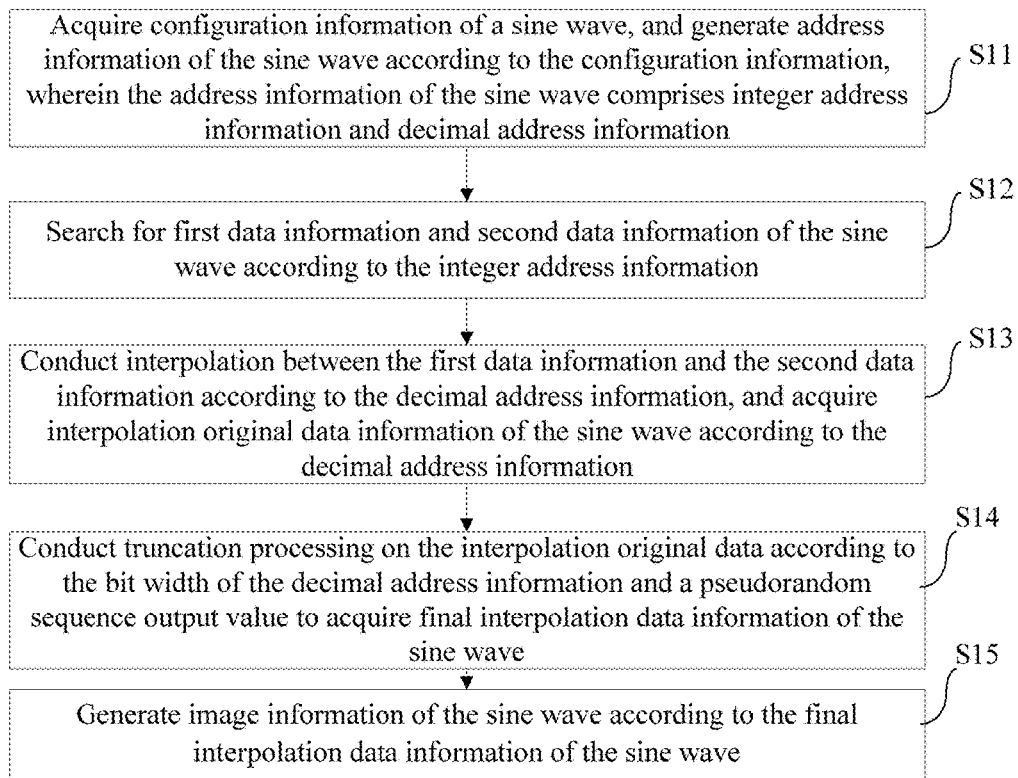 Acquire configuration information of a sine wave, and generate address
information of the sine wave according to the configuration information,
wherein the address information of the sine wave comprises integer address
information and decimal address information
S11
S12
Search for first data information and second data information of the sine
wave according to the integer address information
S13
Conduct interpolation between the first data information and the second data
information according to the decimal address information, and acquire
interpolation original data information of the sine wave according to the
decimal address information
S14
Conduct truncation processing on the interpolation original data according to
the bit width of the decimal address information and a pseudorandom
sequence output value to acquire final interpolation data information of the
sine wave
S15
Generate image information of the sine wave according to the final
interpolation data information of the sine wave